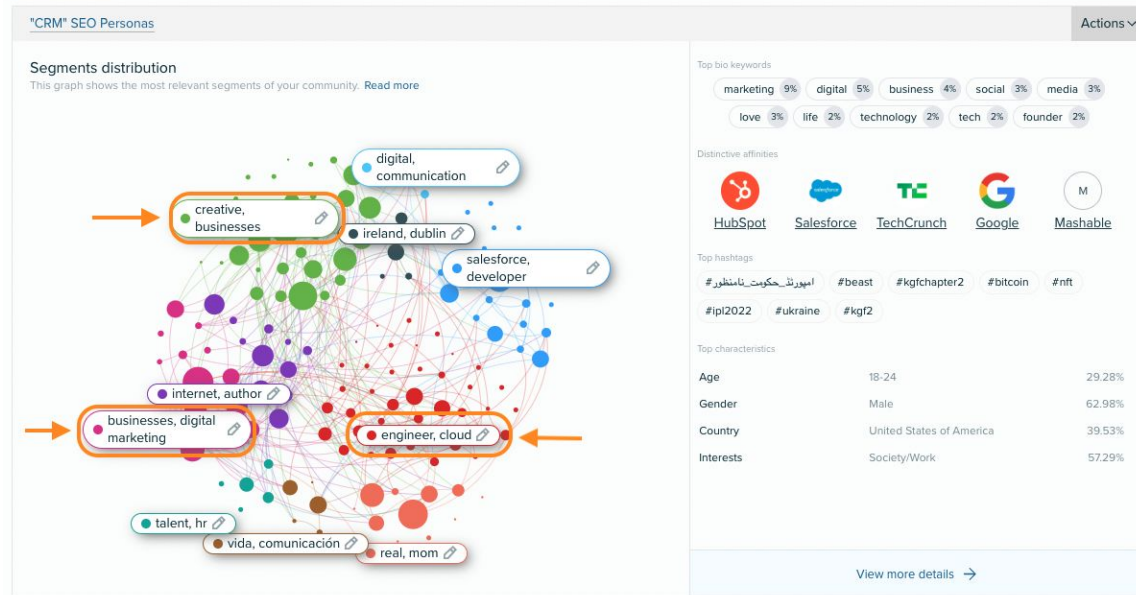 "CRM" SEO Personas
Actions
Segments distribution
This graph shows the most relevant segments of your community. Read more
digital,
communication
creative,
businesses
ireland, dublin
salesforce,
developer
internet, author
businesses, digital
marketing
engineer, cloud
talent, hr
vida, comunicación
real, mom
Top bio keywords
marketing 9% digital 5% business 4% social 3% media 3%
love 3% life 2% technology 2% tech 2% founder 2%
Distinctive affinities
salesforce
M
HubSpot Salesforce TechCrunch Google Mashable
Top hashtags
#امپورٹڈ_حکومت_نامنظور #beast #kgfchapter2 #bitcoin #nft
#ipl2022 #ukraine #kgf2
Top characteristics
Age 18-24 29.28%
Gender Male 62.98%
Country United States of America 39.53%
Interests Society/Work 57.29%
View more details